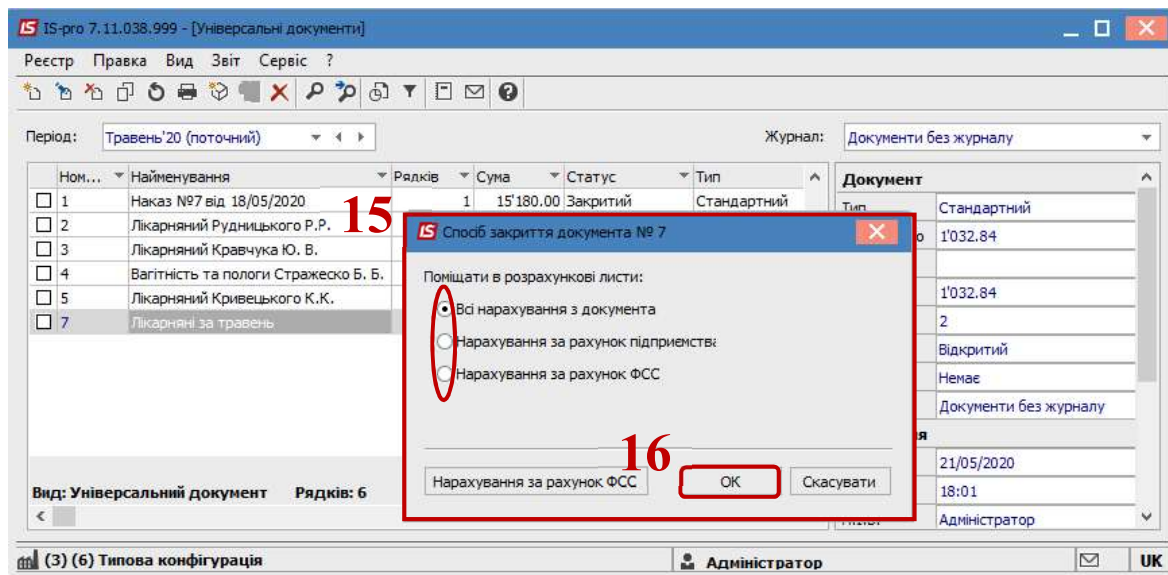 IS-pro 7.11.038.999 - [Універсальні документи]
Реєстр Правка Вид Звіт Сервіс ?
Період: Травень'20 (поточний) Журнал: Документи без журналу
Ном... Найменування Рядків Сума Статус Тип
1 Наказ №7 від 18/05/2020 1 15'180.00 Закритий Стандартний
2 Лікарняний Рудницького Р.Р.
3 Лікарняний Кравчука Ю. В.
4 Вагітність та пологи Стражеско Б. Б.
5 Лікарняний Кривецького К.К.
7 Лікарняні за травень
Вид: Універсальний документ Рядків: 6
15
Спосіб закриття документа № 7
Поміщати в розрахункові листи:
Всі нарахування з документа
Нарахування за рахунок підприємства
Нарахування за рахунок ФСС
16
Нарахування за рахунок ФСС ОК Скасувати
Документ
Тип Стандартний
1'032.84
1'032.84
2
Відкритий
Немає
Документи без журналу
21/05/2020
18:01
Адміністратор
(3) (6) Типова конфігурація Адміністратор UK